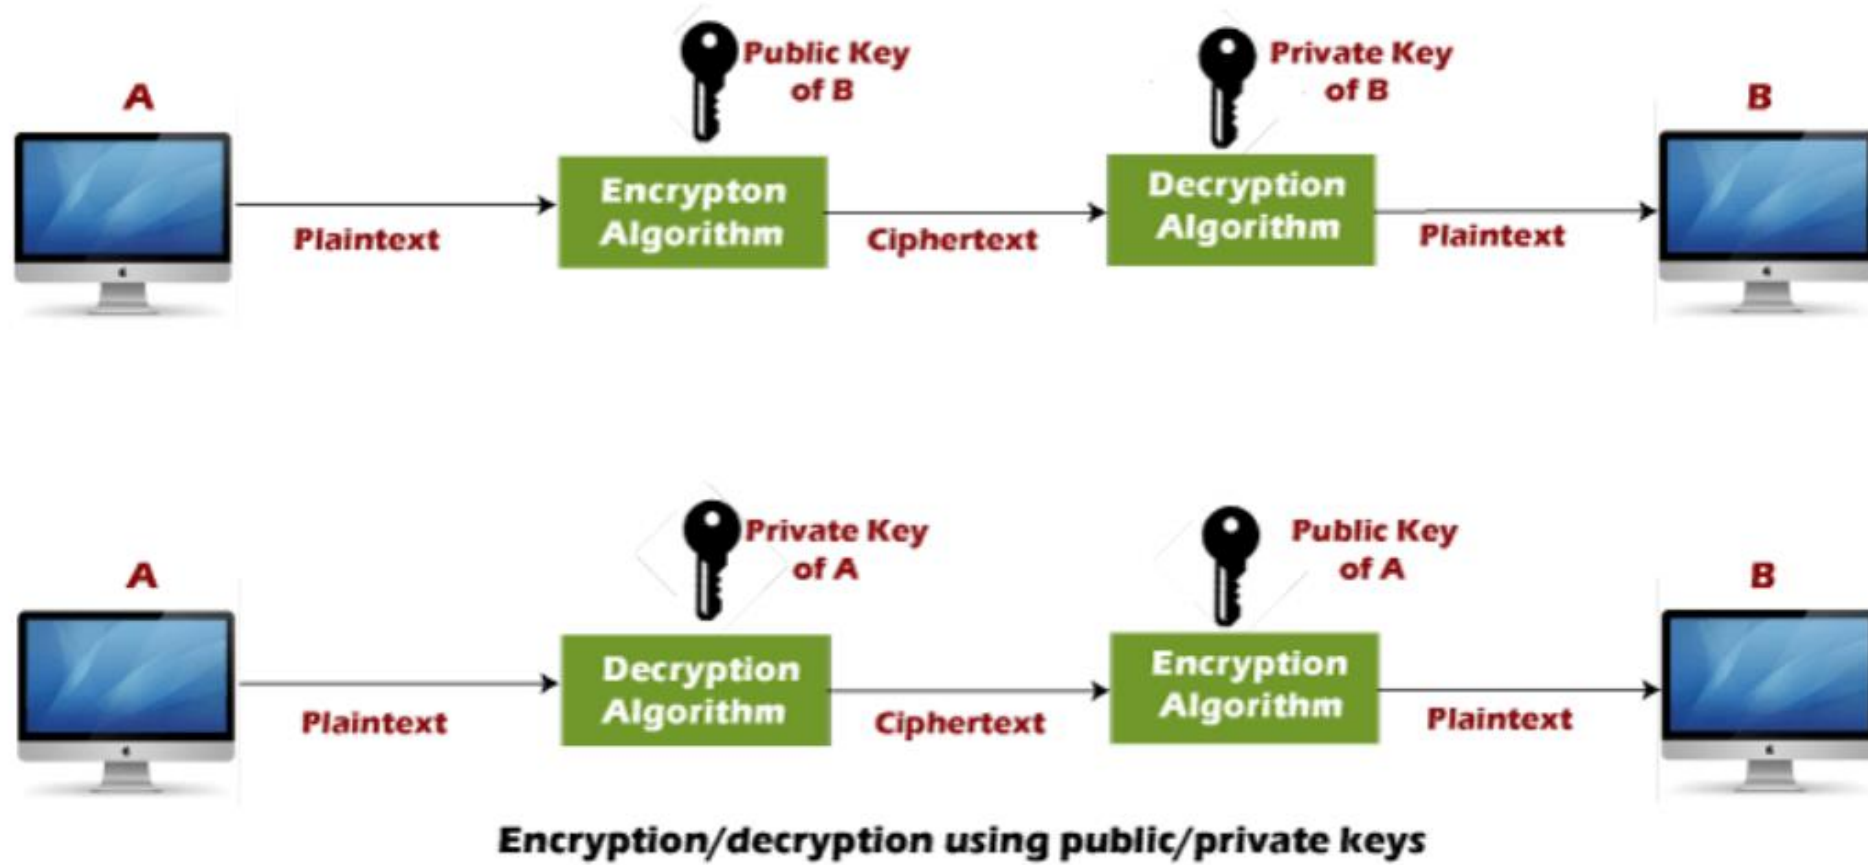 Public Key
of B
Private Key
of B
A
B
Encrypton
Algorithm
Decryption
Algorithm
Plaintext
Ciphertext
Plaintext
Private Key
of A
Public Key
of A
A
B
Decryption
Algorithm
Encryption
Algorithm
Plaintext
Ciphertext
Plaintext
Encryption/decryption using public/private keys